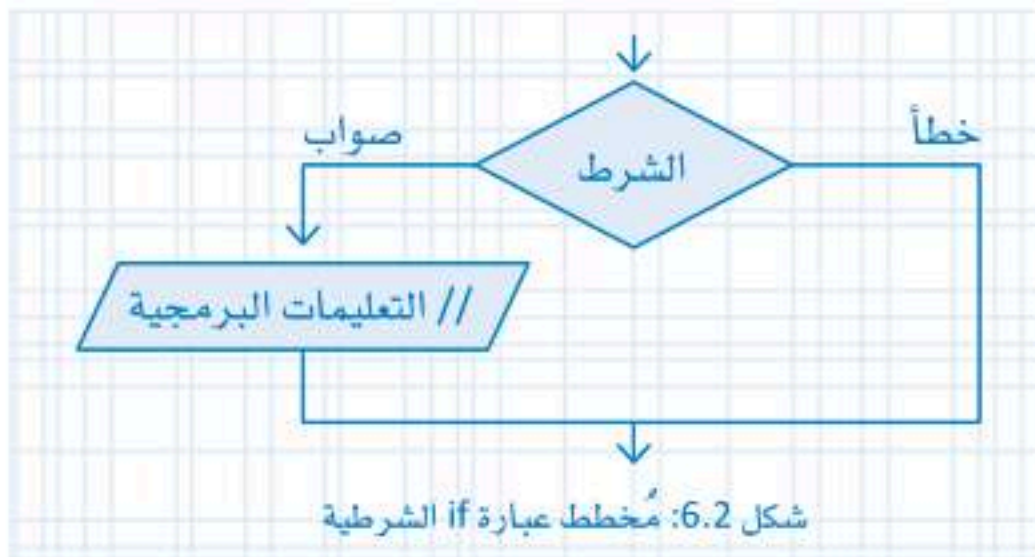 خطأ
صواب
الشرط
// التعليمات البرمجية
شكل 6.2: مُخطط عبارة if الشرطية